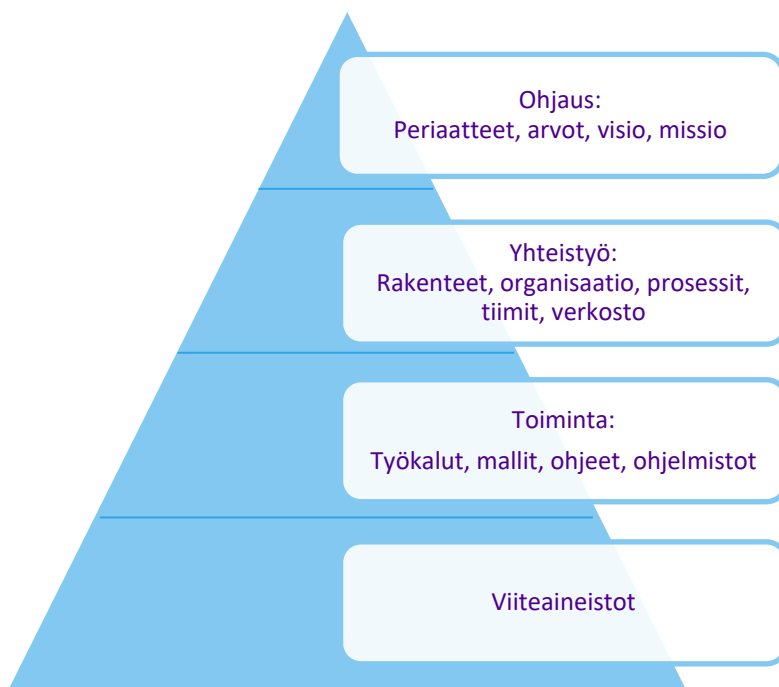 Ohjaus:
Periaatteet, arvot, visio, missio
Yhteistyö:
Rakenteet, organisaatio, prosessit,
tiimit, verkosto
Toiminta:
Työkalut, mallit, ohjeet, ohjelmistot
Viiteaineistot